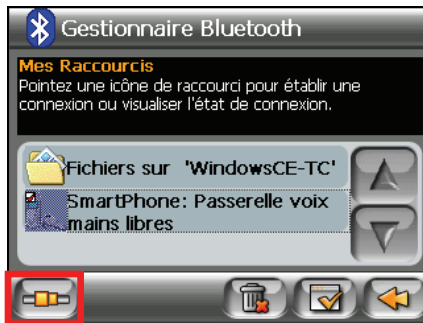 Gestionnaire Bluetooth
Mes Raccourcis
Pointez une icône de raccourci pour établir une
connexion ou visualiser l'état de connexion.
Fichiers sur 'WindowsCE-TC'
SmartPhone: Passerelle voix
mains libres